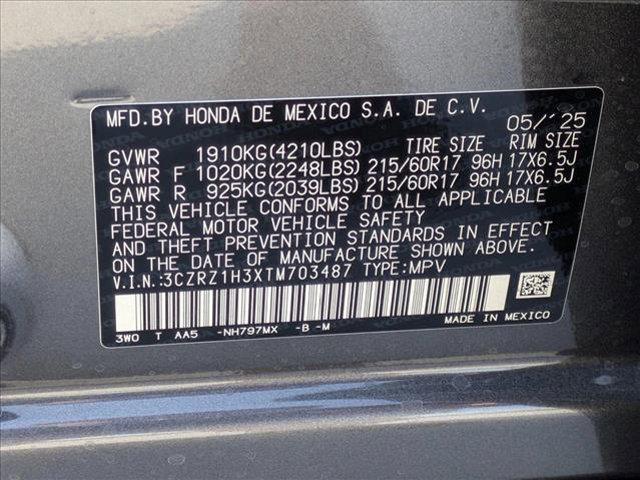 MFD.BY HONDA DE MEXICO S.A. DE C.V.
05/'25
TIRE SIZE RIM SIZE
GVWR 1910KG(4210LBS)
GAWR F 1020KG(2248LBS) 215/60R17 96H 17X6.5J
GAWR R 925KG(2039LBS) 215/60R17 96H 17X6.5J
THIS VEHICLE CONFORMS TO ALL APPLICABLE
FEDERAL MOTOR VEHICLE SAFETY
AND THEFT PREVENTION STANDARDS IN EFFECT
ON THE DATE OF MANUFACTURE SHOWN ABOVE.
V.I.N.:3CZRZ1H3XTM703487 TYPE:MPV
MADE IN MEXICO
3W0 T AA5 -NH797MX -B -M